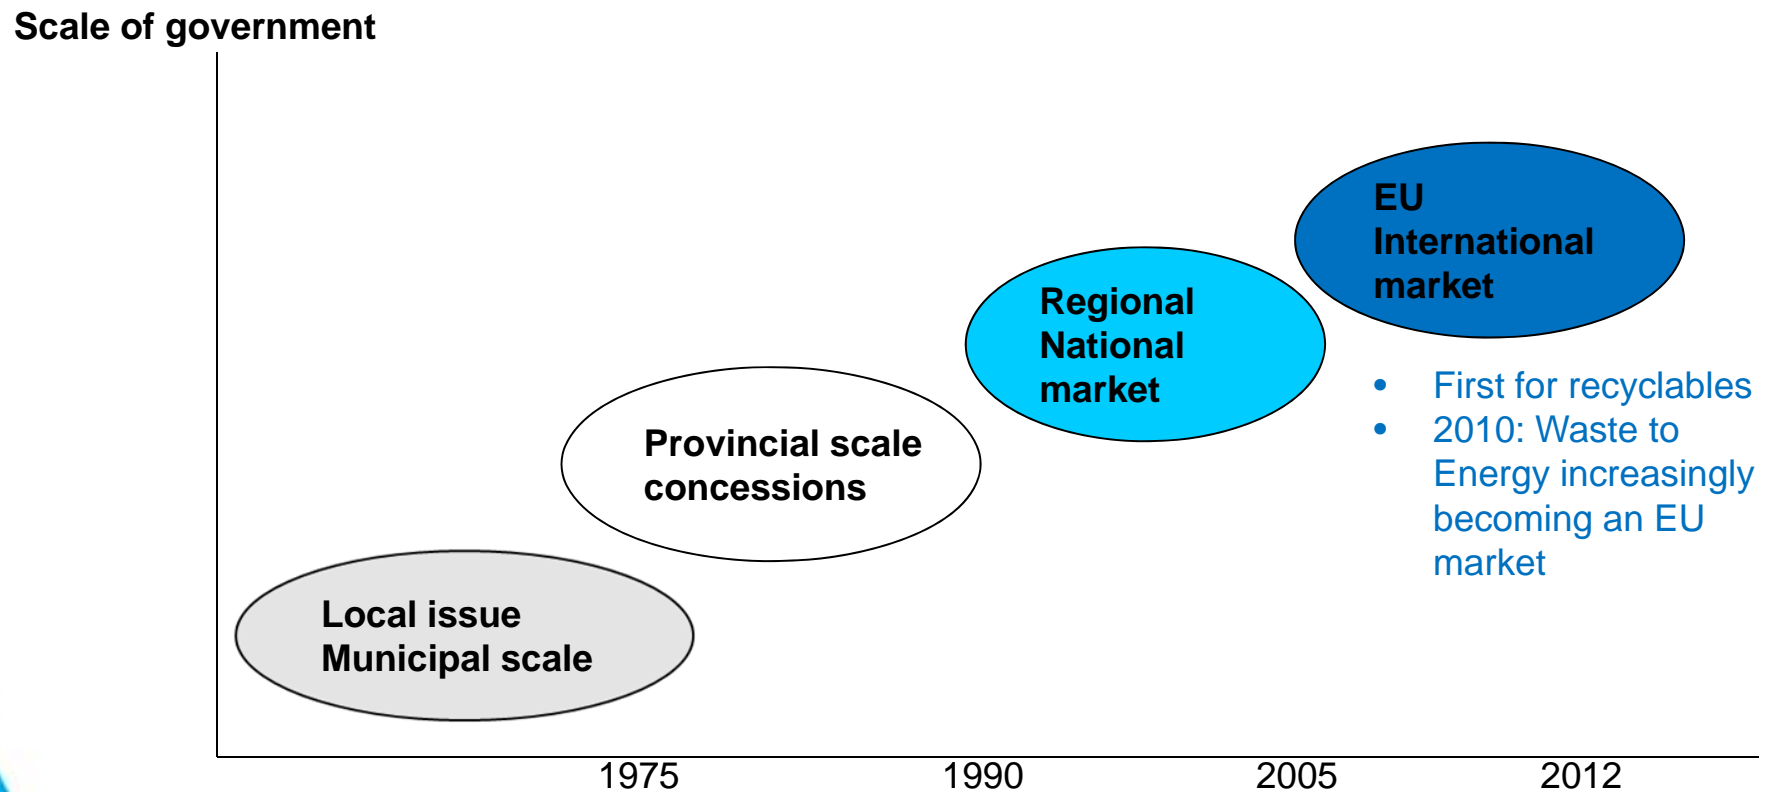 Scale of government
EU
International
market
Regional
National
market
• First for recyclables
• 2010: Waste to
Energy increasingly
becoming an EU
market
Provincial scale
concessions
Local issue
Municipal scale
1975 1990 2005 2012